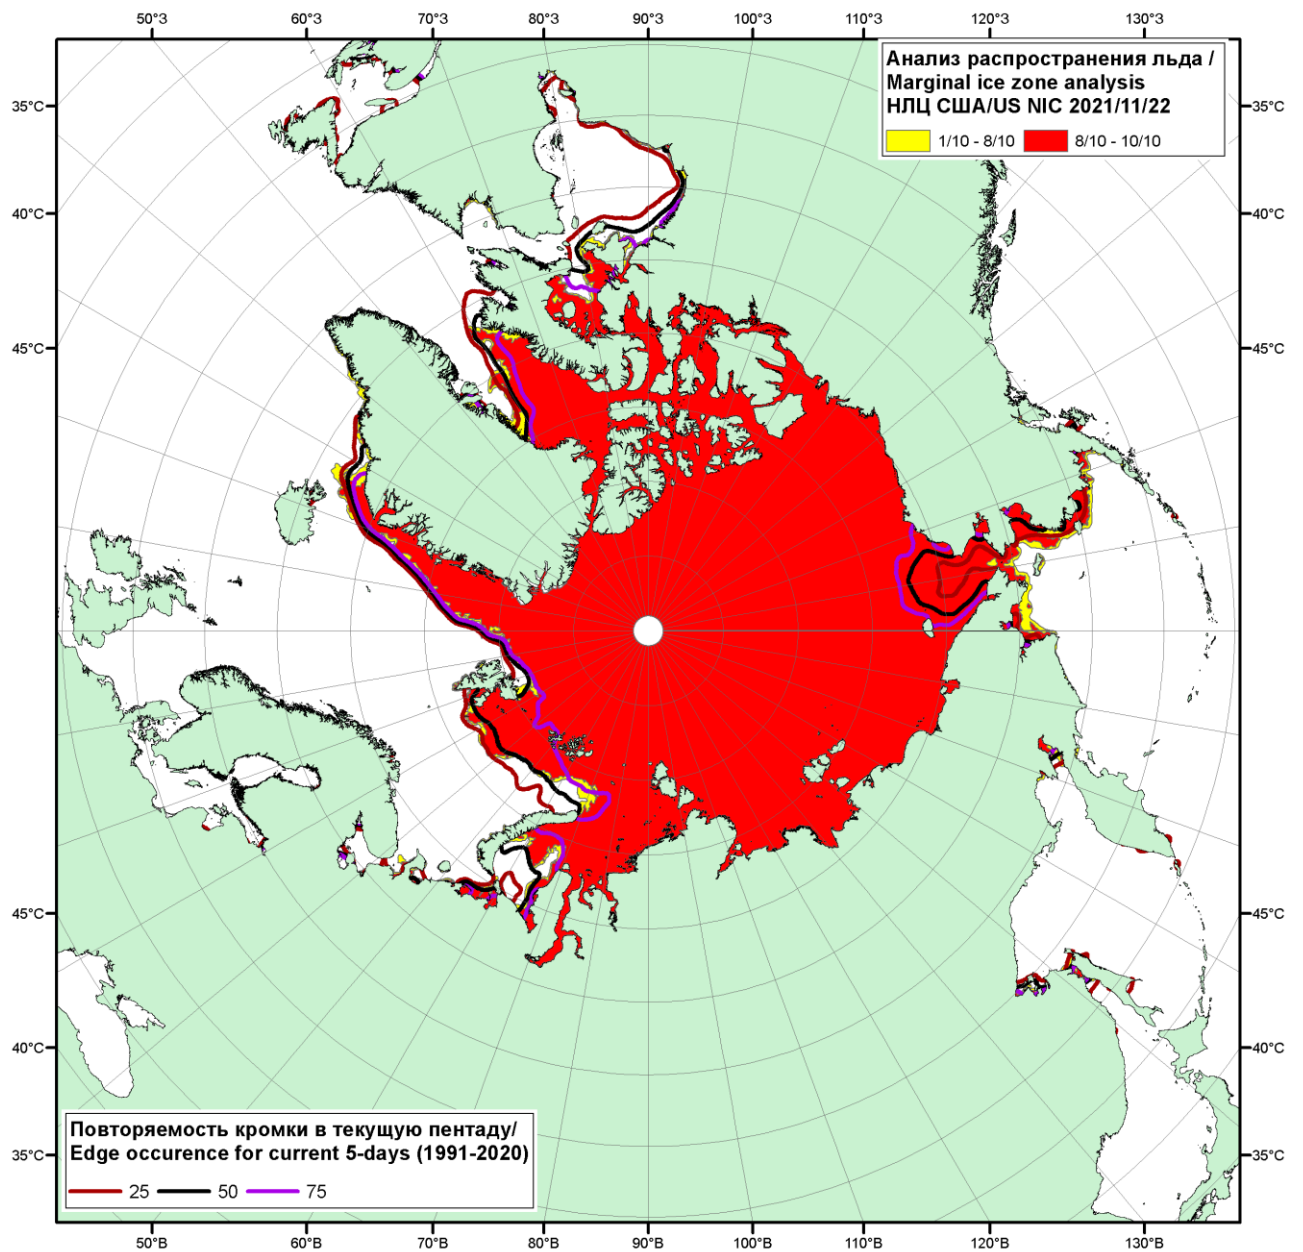 50°З 60°З 70°З 80°З 90°З 100°З 110°З 120°З 130°З
Анализ распространения льда /
Marginal ice zone analysis
НЛЦ США/US NIC 2021/11/22
1/10 - 8/10 8/10 - 10/10
35°С 35°С
40°С 40°С
45°С 45°С
45°С 45°С
40°С 40°С
35°С 35°С
Повторяемость кромки в текущую пентаду/
Edge occurence for current 5-days (1991-2020)
25 50 75
50°В 60°В 70°В 80°В 90°В 100°В 110°В 120°В 130°В